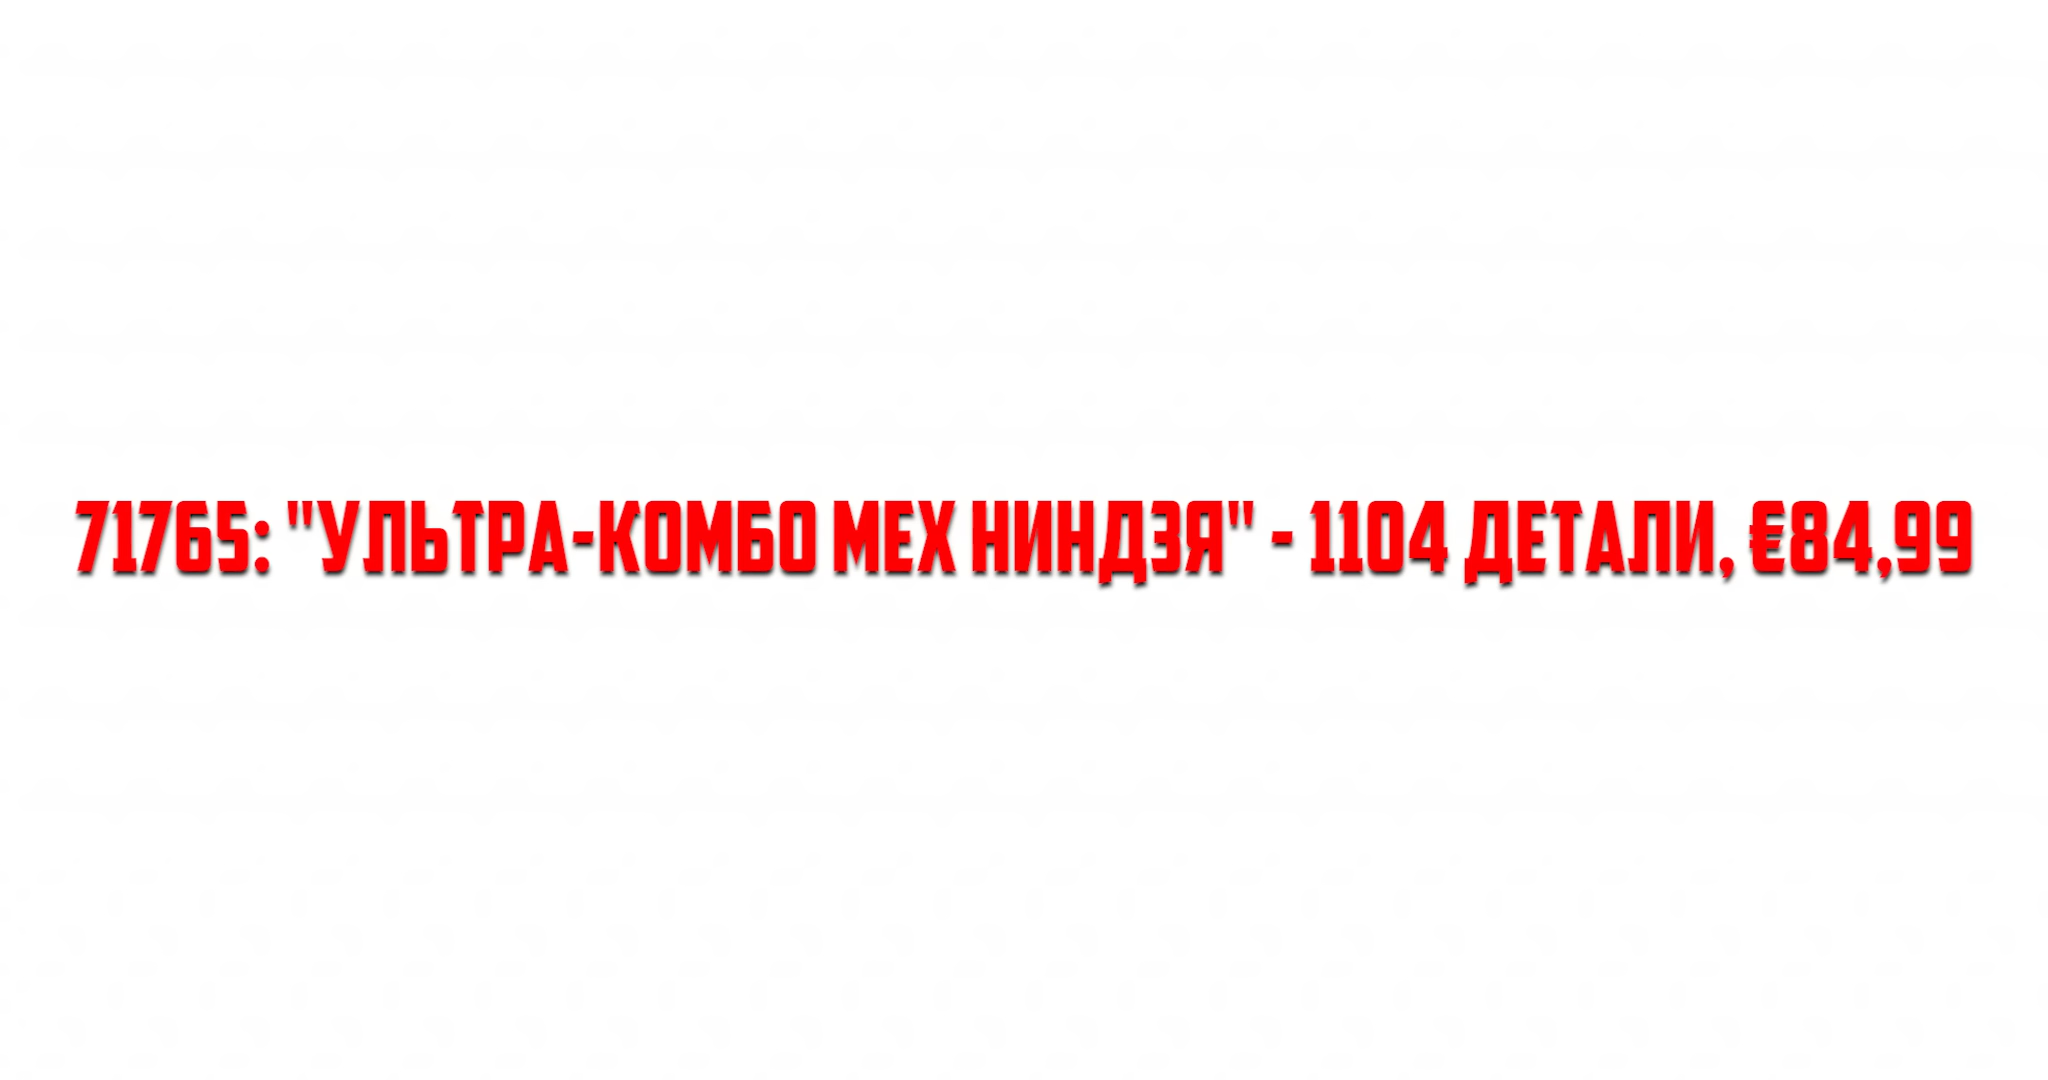 71765: "УЛЬТРА-КОМБО МЕХ НИНДЗЯ" - 1104 ДЕТАЛИ, €84,99